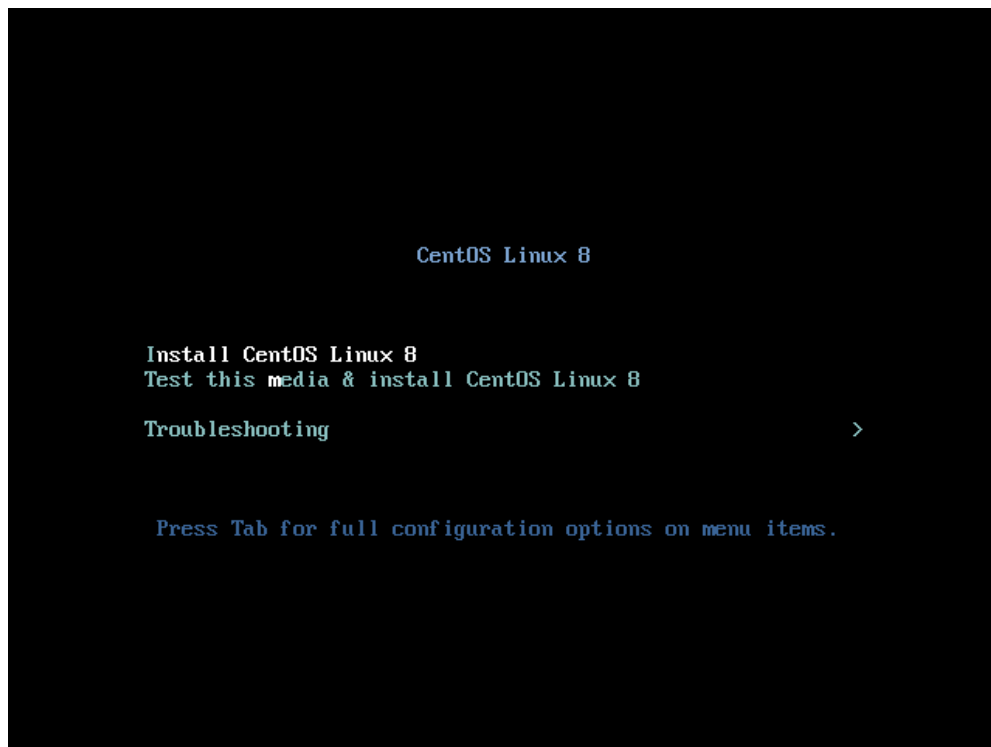 CentOS Linux 8
Install CentOS Linux 8
Test this media & install CentOS Linux 8
Troubleshooting >
Press Tab for full configuration options on menu items.